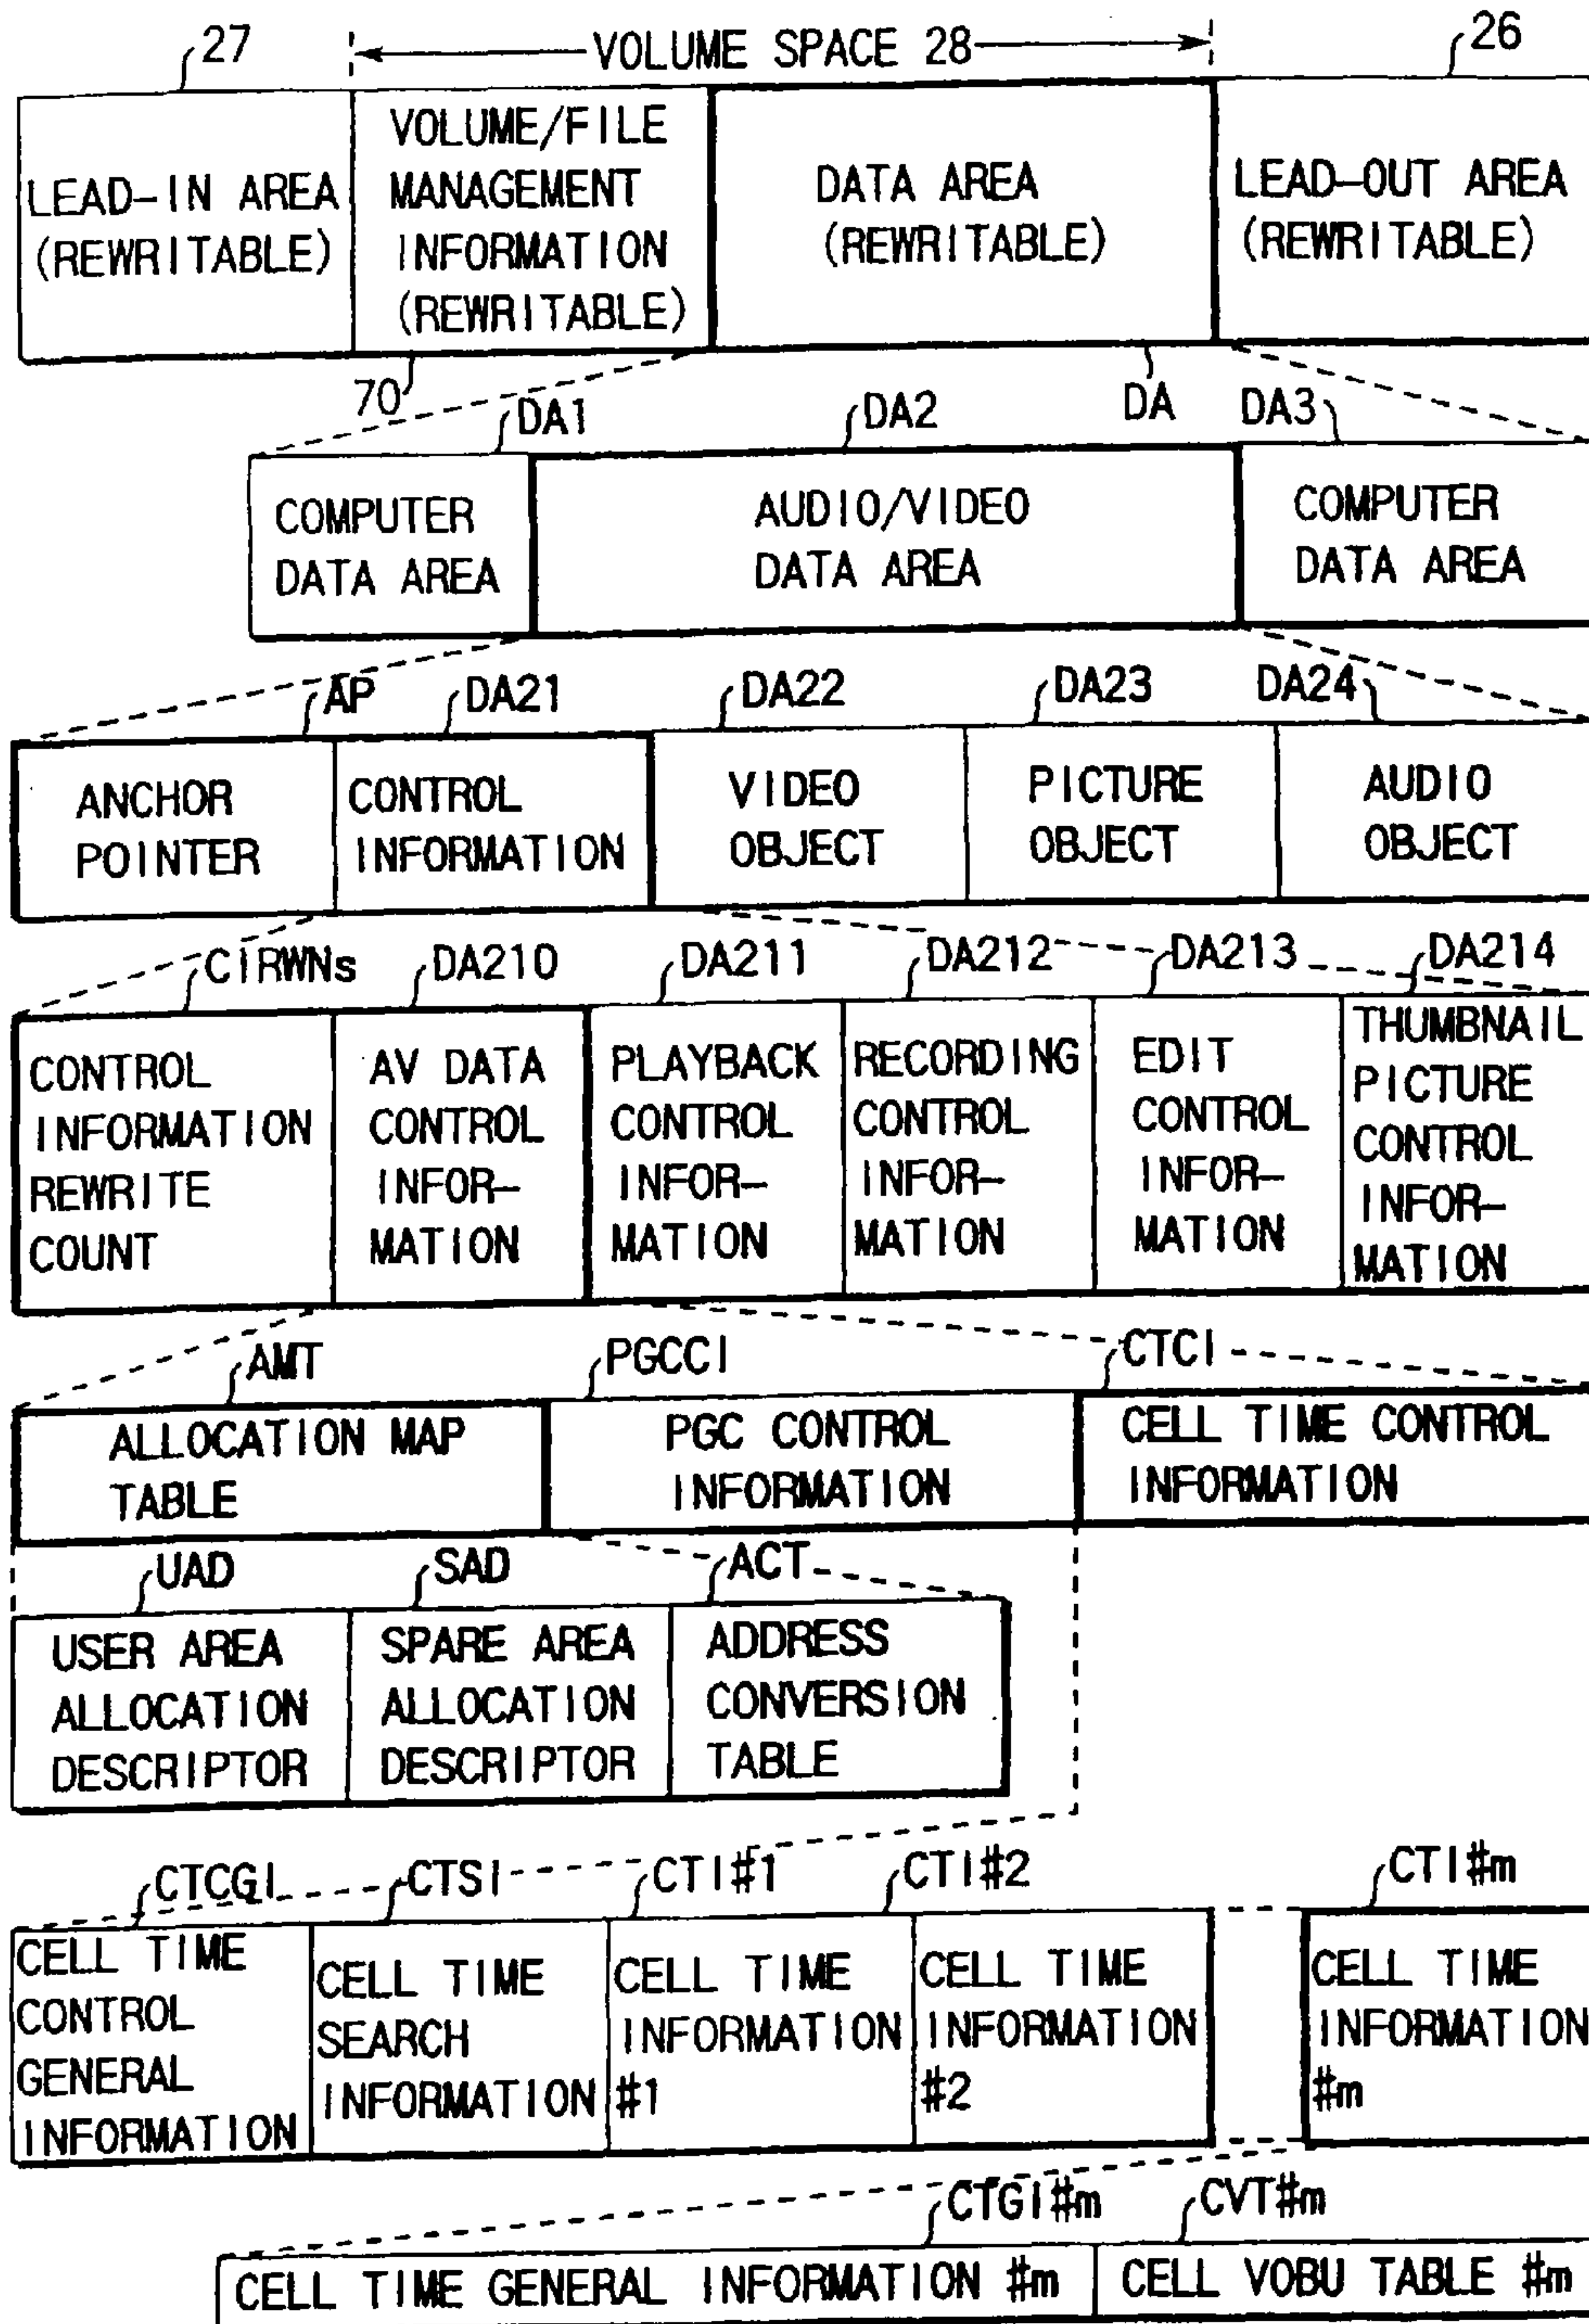 27
VOLUME SPACE 28
26
LEAD-IN AREA
(REWRITABLE)
VOLUME/FILE
MANAGEMENT
INFORMATION
(REWRITABLE)
DATA AREA
(REWRITABLE)
LEAD-OUT AREA
(REWRITABLE)
70
DA
DA1
DA2
DA3
COMPUTER
DATA AREA
AUDIO/VIDEO
DATA AREA
COMPUTER
DATA AREA
AP
DA21
DA22
DA23
DA24
ANCHOR
POINTER
CONTROL
INFORMATION
VIDEO
OBJECT
PICTURE
OBJECT
AUDIO
OBJECT
CIRWNs
DA210
DA211
DA212
DA213
DA214
CONTROL
INFORMATION
REWRITE
COUNT
AV DATA
CONTROL
INFOR-
MATION
PLAYBACK
CONTROL
INFOR-
MATION
RECORDING
CONTROL
INFOR-
MATION
EDIT
CONTROL
INFOR-
MATION
THUMBNAIL
PICTURE
CONTROL
INFOR-
MATION
AMT
PGCCI
CTCI
ALLOCATION MAP
TABLE
PGC CONTROL
INFORMATION
CELL TIME CONTROL
INFORMATION
UAD
SAD
ACT
USER AREA
ALLOCATION
DESCRIPTOR
SPARE AREA
ALLOCATION
DESCRIPTOR
ADDRESS
CONVERSION
TABLE
CTCGI
CTSI
CTI#1
CTI#2
CTI#m
CELL TIME
CONTROL
GENERAL
INFORMATION
CELL TIME
SEARCH
INFORMATION
CELL TIME
INFORMATION
#1
CELL TIME
INFORMATION
#2
CELL TIME
INFORMATION
#m
CTGI#m
CVT#m
CELL TIME GENERAL INFORMATION #m
CELL VOBU TABLE #m